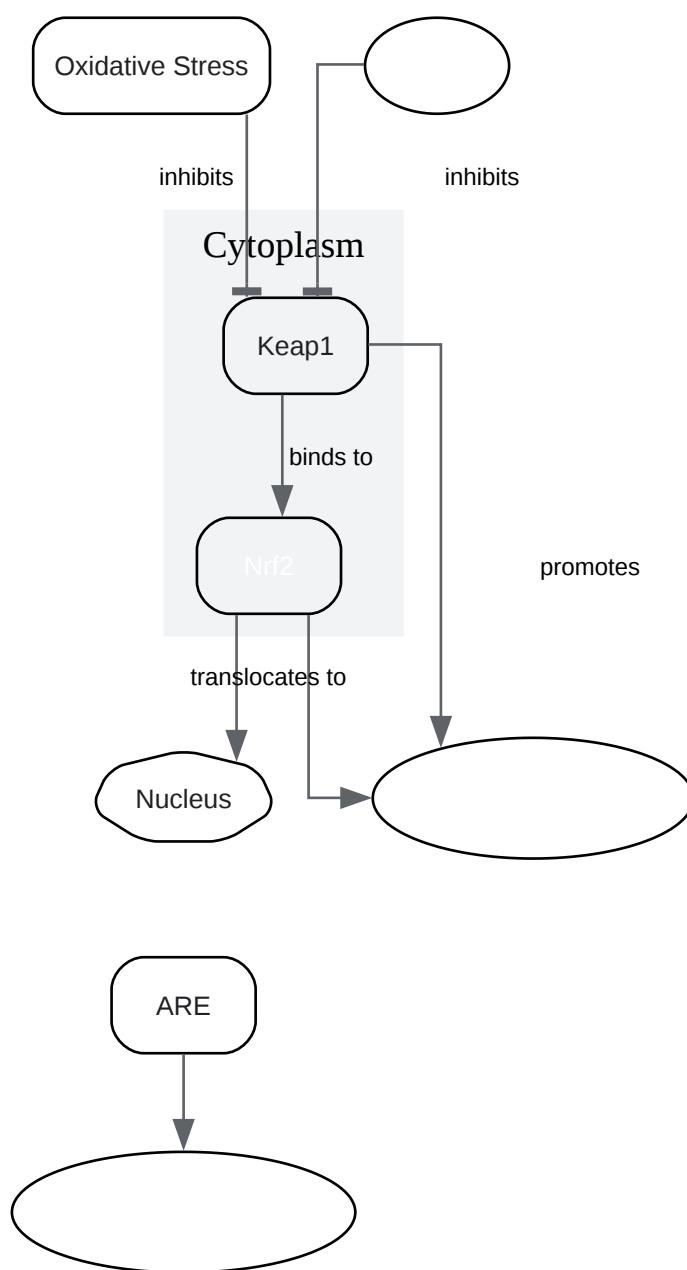 Oxidative Stress
inhibits
inhibits
Cytoplasm
Keap1
binds to
Nrf2
promotes
translocates to
Nucleus
ARE